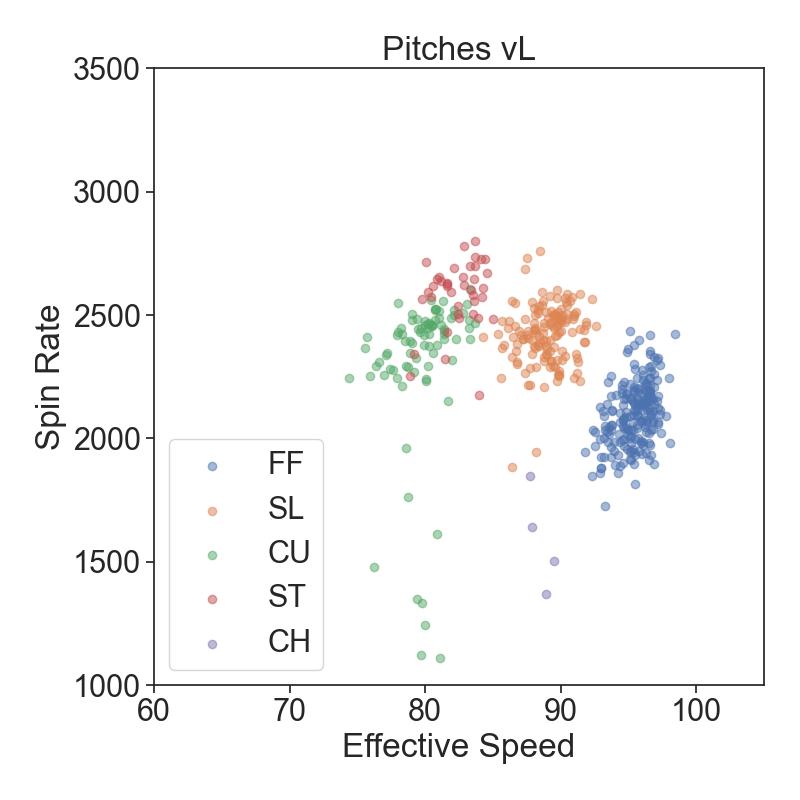 Pitches vL
3500
3000
2500
2000
1500
1000
Spin Rate
FF
SL
CU
ST
CH
60 70 80 90 100
Effective Speed